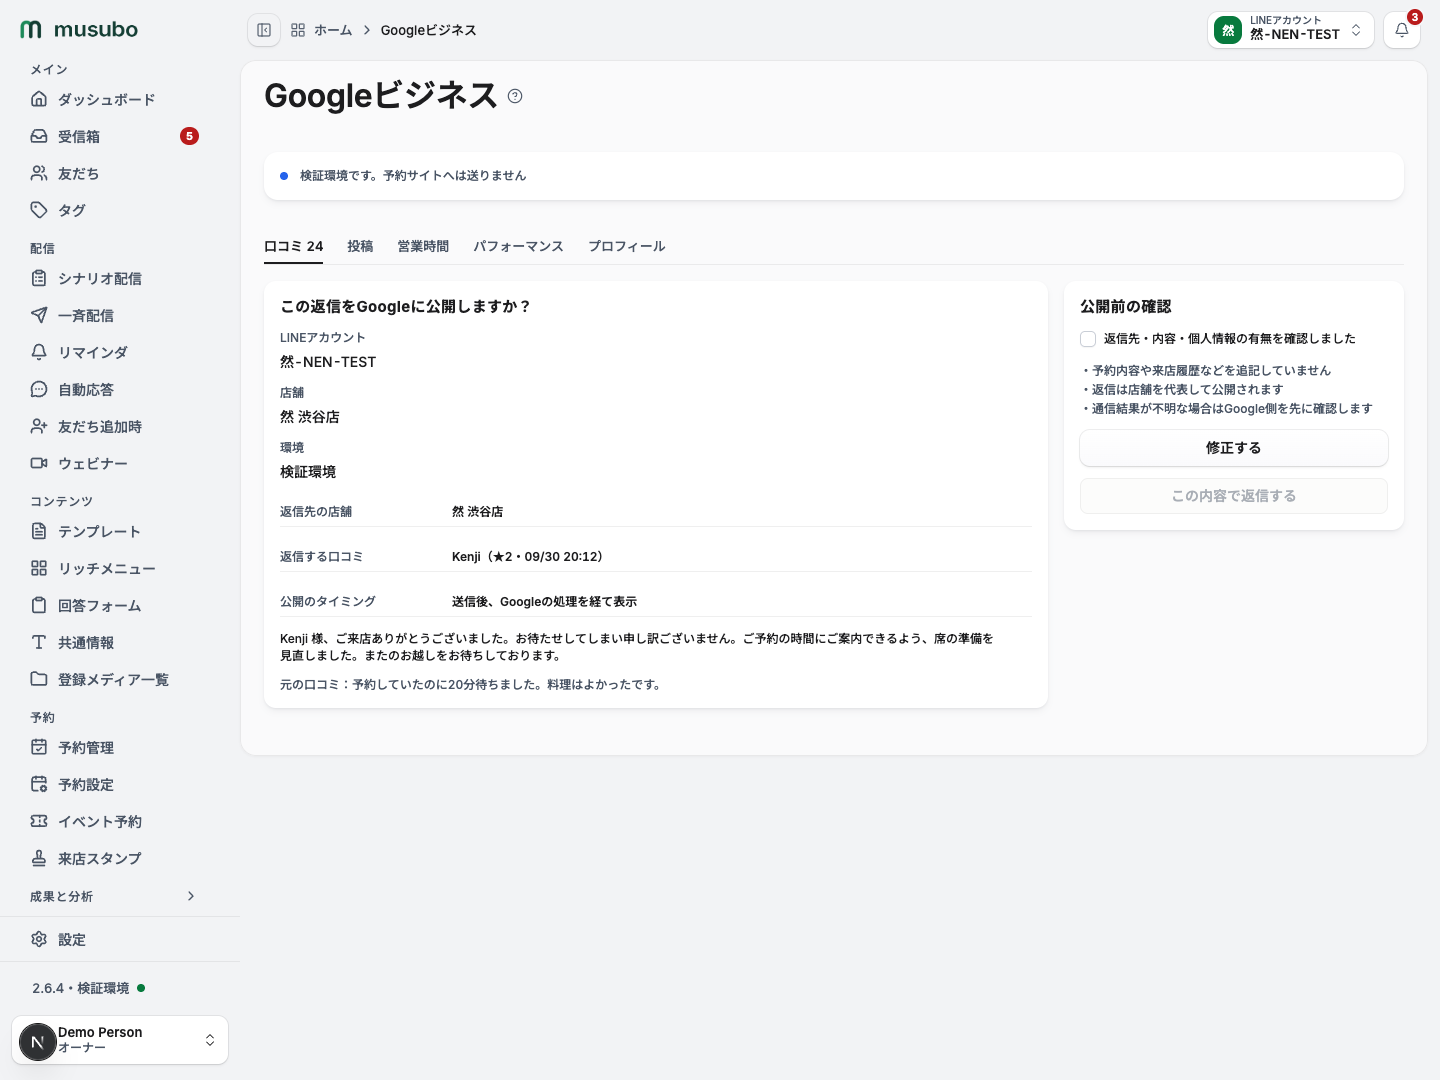 musubo
メイン
ダッシュボード
受信箱
5
友だち
タグ
配信
シナリオ配信
一斉配信
リマインダ
自動応答
友だち追加時
ウェビナー
コンテンツ
テンプレート
リッチメニュー
回答フォーム
共通情報
登録メディア一覧
予約
予約管理
予約設定
イベント予約
来店スタンプ
成果と分析
設定
2.6.4・検証環境
N
Demo Person
オーナー
ホーム
Googleビジネス
然
LINEアカウント
然-NEN-TEST
3
Googleビジネス
検証環境です。予約サイトへは送りません
口コミ 24
投稿
営業時間
パフォーマンス
プロフィール
この返信をGoogleに公開しますか？
LINEアカウント
然-NEN-TEST
店舗
然 渋谷店
環境
検証環境
返信先の店舗
然 渋谷店
返信する口コミ
Kenji（★2・09/30 20:12）
公開のタイミング
送信後、Googleの処理を経て表示
Kenji 様、ご来店ありがとうございました。お待たせしてしまい申し訳ございません。ご予約の時間にご案内できるよう、席の準備を
見直しました。またのお越しをお待ちしております。
元の口コミ：予約していたのに20分待ちました。料理はよかったです。
公開前の確認
返信先・内容・個人情報の有無を確認しました
・予約内容や来店履歴などを追記していません
・返信は店舗を代表して公開されます
・通信結果が不明な場合はGoogle側を先に確認します
修正する
この内容で返信する